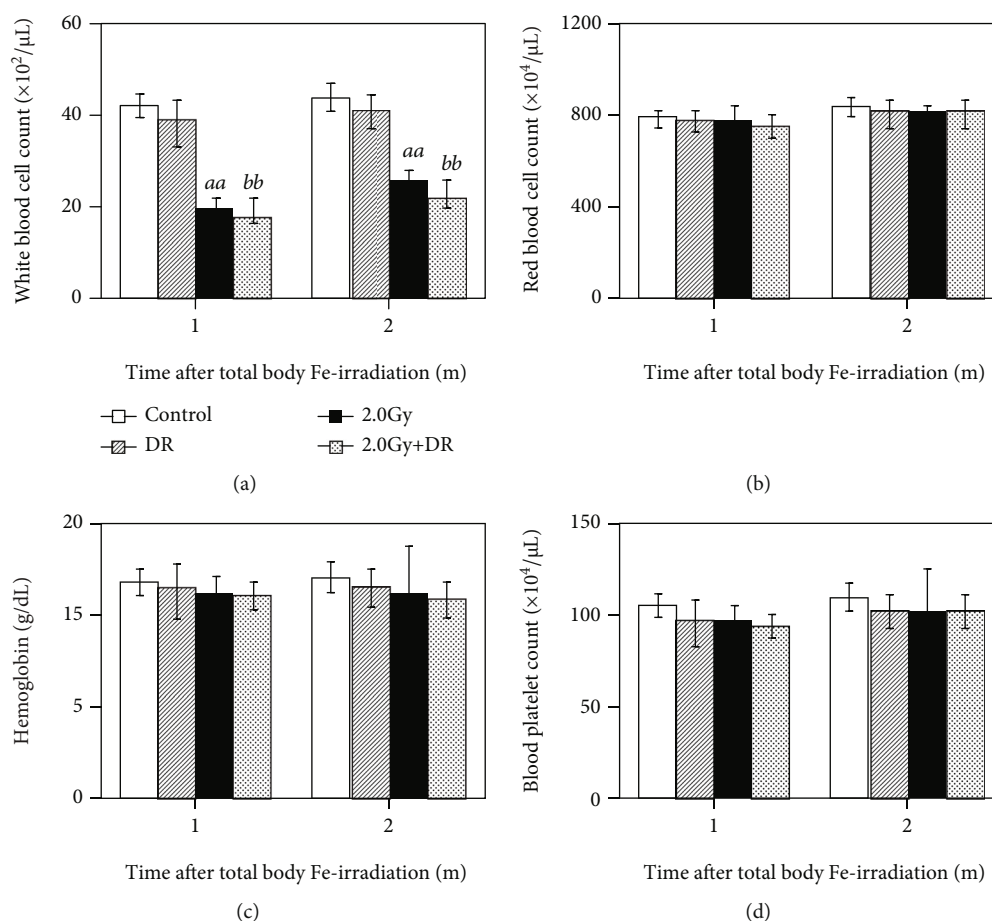 60
40
20
0
White blood cell count (×10²/μL)
aa
bb
aa
bb
1
2
Time after total body Fe-irradiation (m)
Control
2.0Gy
DR
2.0Gy+DR
(a)
1200
800
400
0
Red blood cell count (×10⁴/μL)
1
2
Time after total body Fe-irradiation (m)
(b)
20
15
5
0
Hemoglobin (g/dL)
1
2
Time after total body Fe-irradiation (m)
(c)
150
100
50
0
Blood platelet count (×10⁴/μL)
1
2
Time after total body Fe-irradiation (m)
(d)